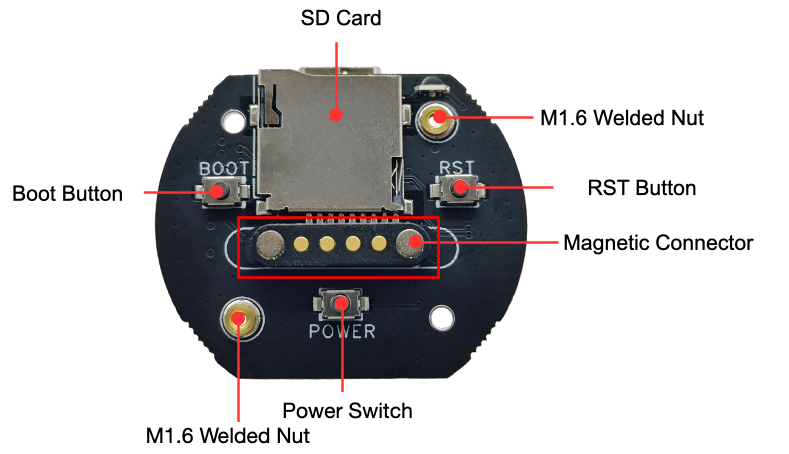 SD Card
M1.6 Welded Nut
BOOT
RST
Boot Button
RST Button
Magnetic Connector
POWER
Power Switch
M1.6 Welded Nut